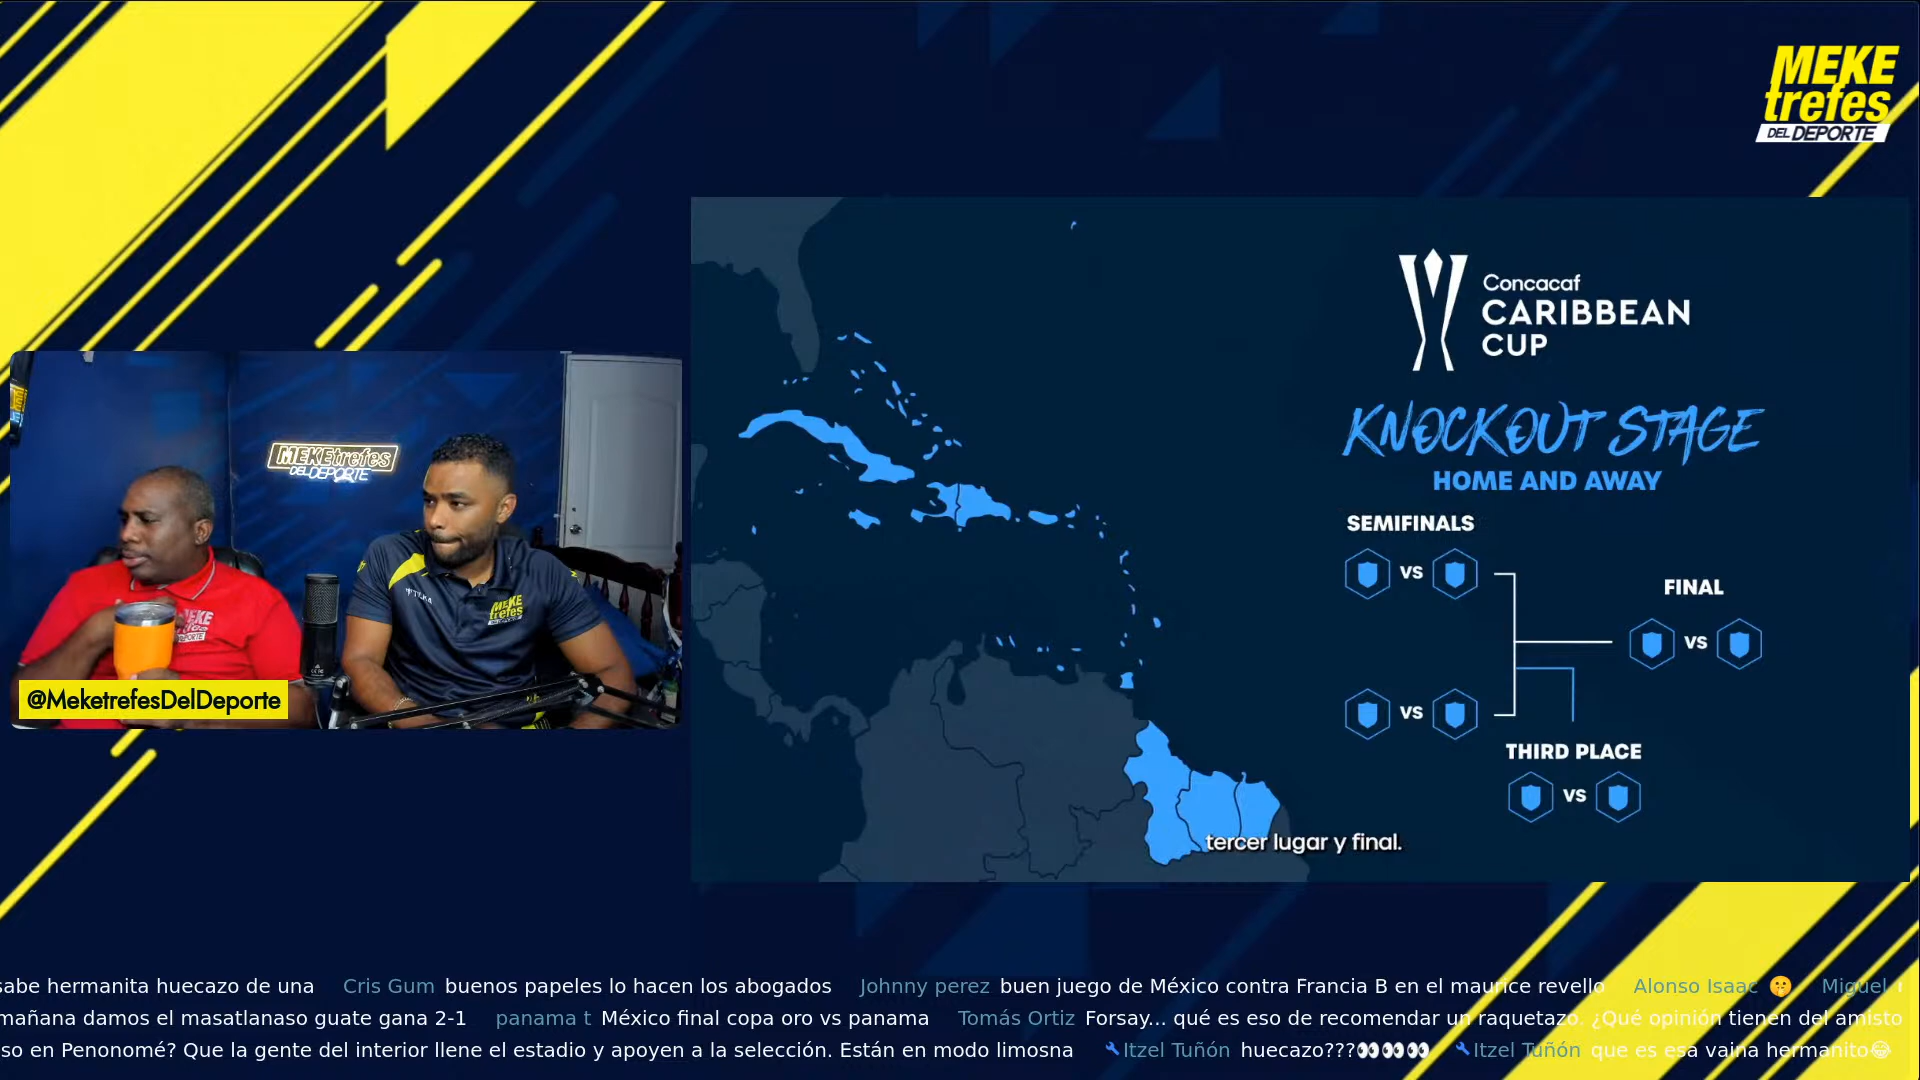 MEKE
trefes
DEL DEPORTE
Concacaf
CARIBBEAN
CUP
KNOCKOUT STAGE
HOME AND AWAY
SEMIFINALS
VS
FINAL
VS
VS
THIRD PLACE
VS
tercer lugar y final.
MEKEtrefes
DEL DEPORTE
MEKE
trefes
@MeketrefesDelDeporte
sabe hermanita huecazo de una Cris Gum buenos papeles lo hacen los abogados Johnny perez buen juego de México contra Francia B en el maurice revello Alonso Isaac 🤫 Miguel
mañana damos el masatlanaso guate gana 2-1 panama t México final copa oro vs panama Tomás Ortiz Forsay... qué es eso de recomendar un raquetazo. ¿Qué opinión tienen del amisto
so en Penonomé? Que la gente del interior llene el estadio y apoyen a la selección. Están en modo limosna Itzel Tuñón huecazo???👀👀👀 Itzel Tuñón que es esa vaina hermanito😂